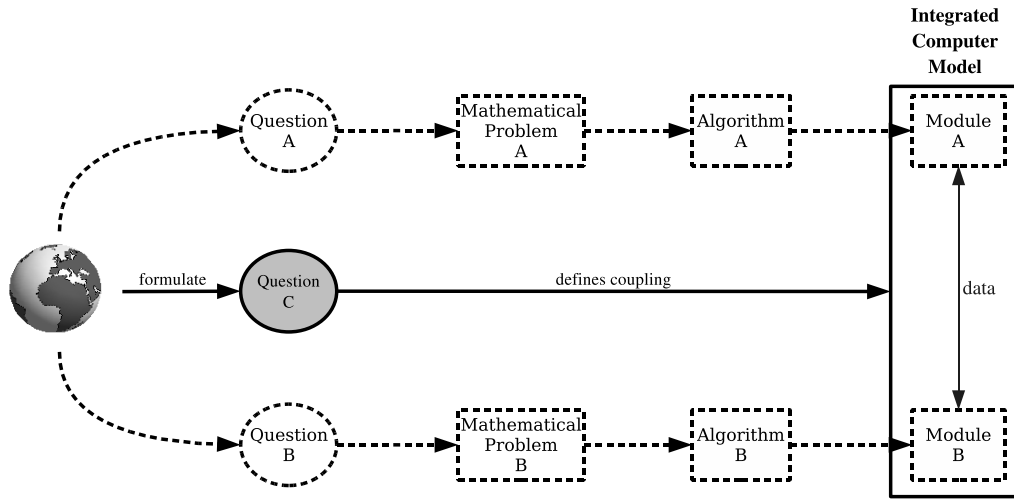 Integrated
Computer
Model
Question
A
Mathematical
Problem
A
Algorithm
A
Module
A
formulate
Question
C
defines coupling
data
Question
B
Mathematical
Problem
B
Algorithm
B
Module
B